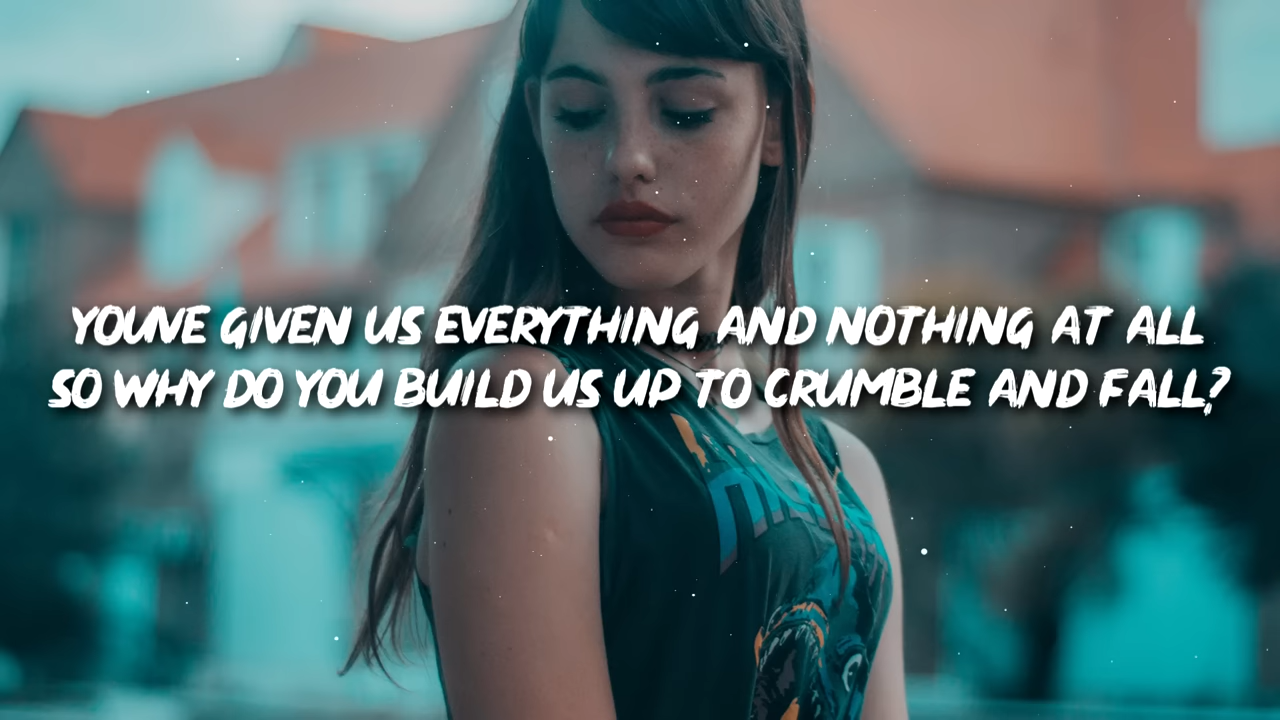 YOUVE GIVEN US EVERYTHING AND NOTHING AT ALL
SO WHY DO YOU BUILD US UP TO CRUMBLE AND FALL?